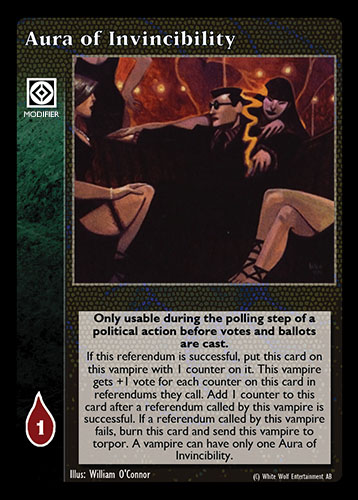 Aura of Invincibility
MODIFIER
Only usable during the polling step of a
political action before votes and ballots
are cast.
If this referendum is successful, put this card on
this vampire with 1 counter on it. This vampire
gets +1 vote for each counter on this card in
referendums they call. Add 1 counter to this
card after a referendum called by this vampire is
successful. If a referendum called by this vampire
fails, burn this card and send this vampire to
torpor. A vampire can have only one Aura of
Invincibility.
1
Illus: William O'Connor
(C) White Wolf Entertainment AB